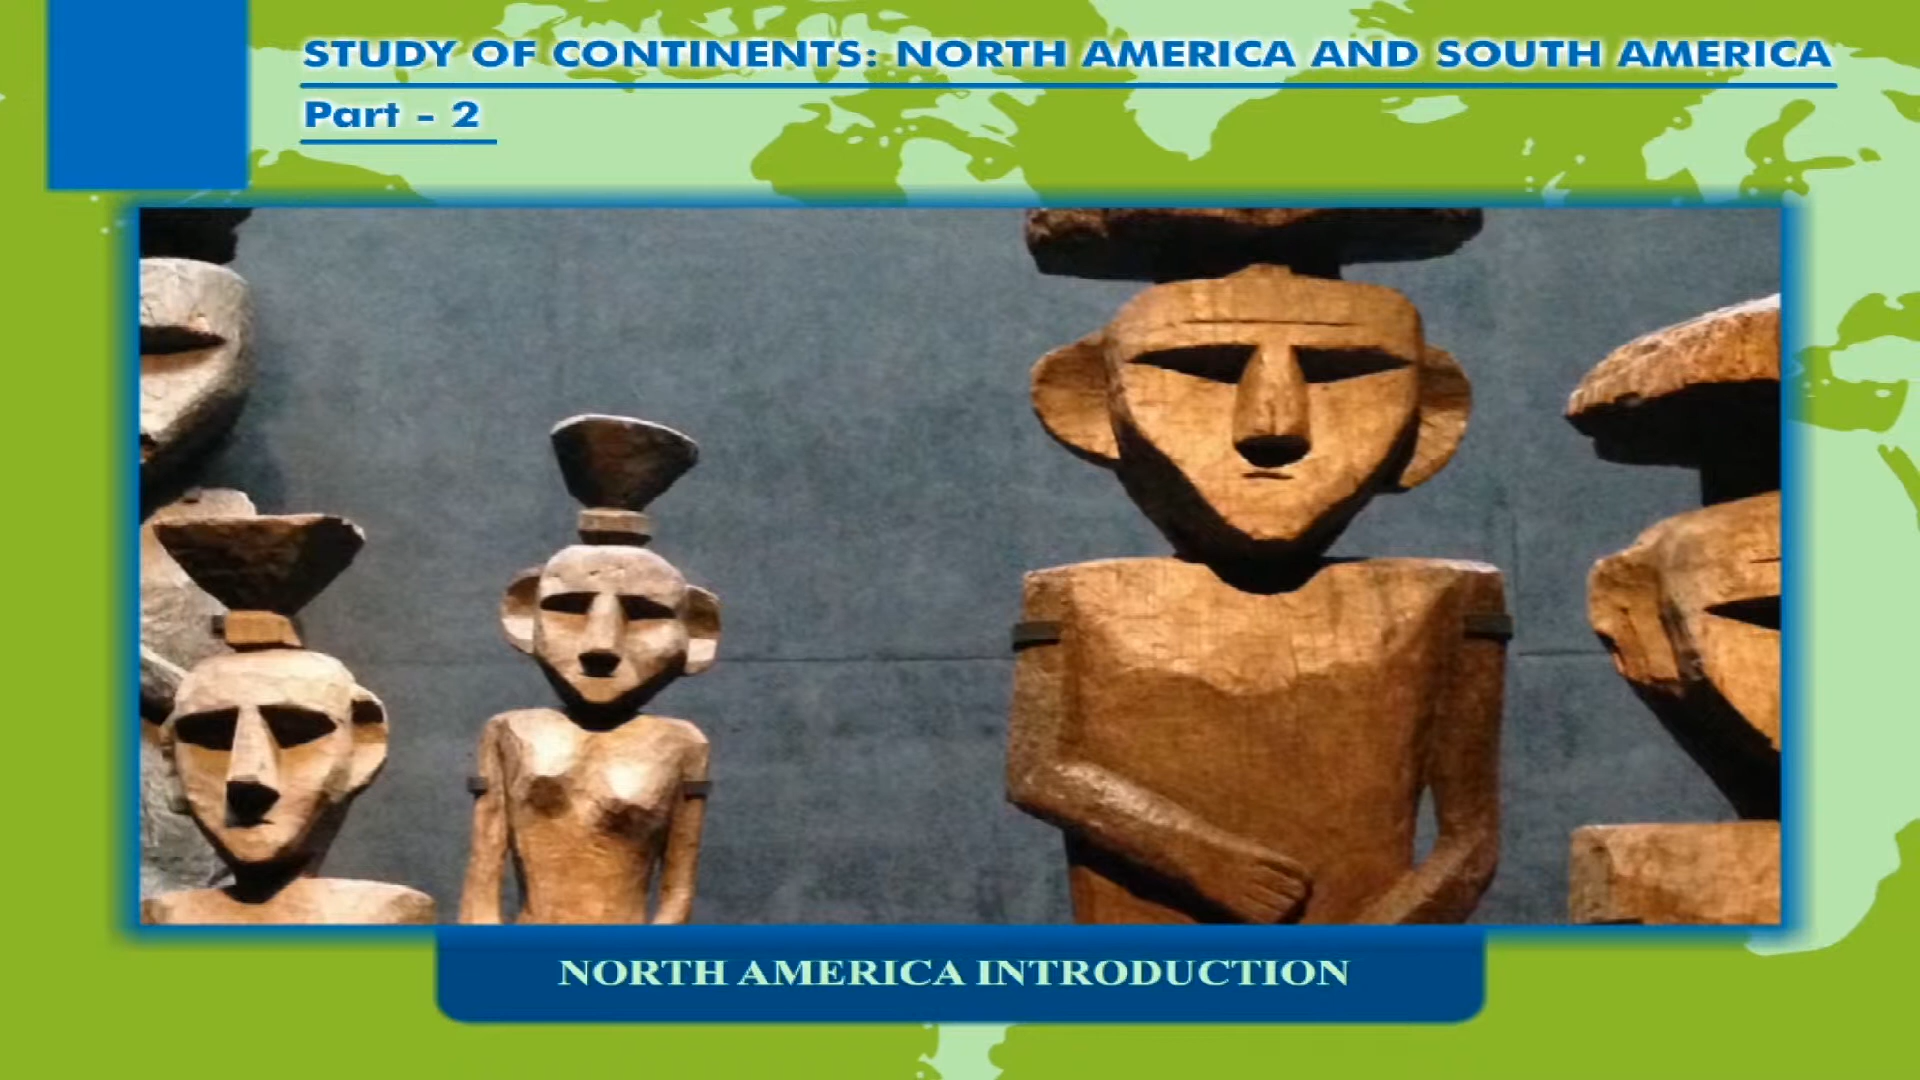 STUDY OF CONTINENTS: NORTH AMERICA AND SOUTH AMERICA
Part - 2
NORTH AMERICA INTRODUCTION